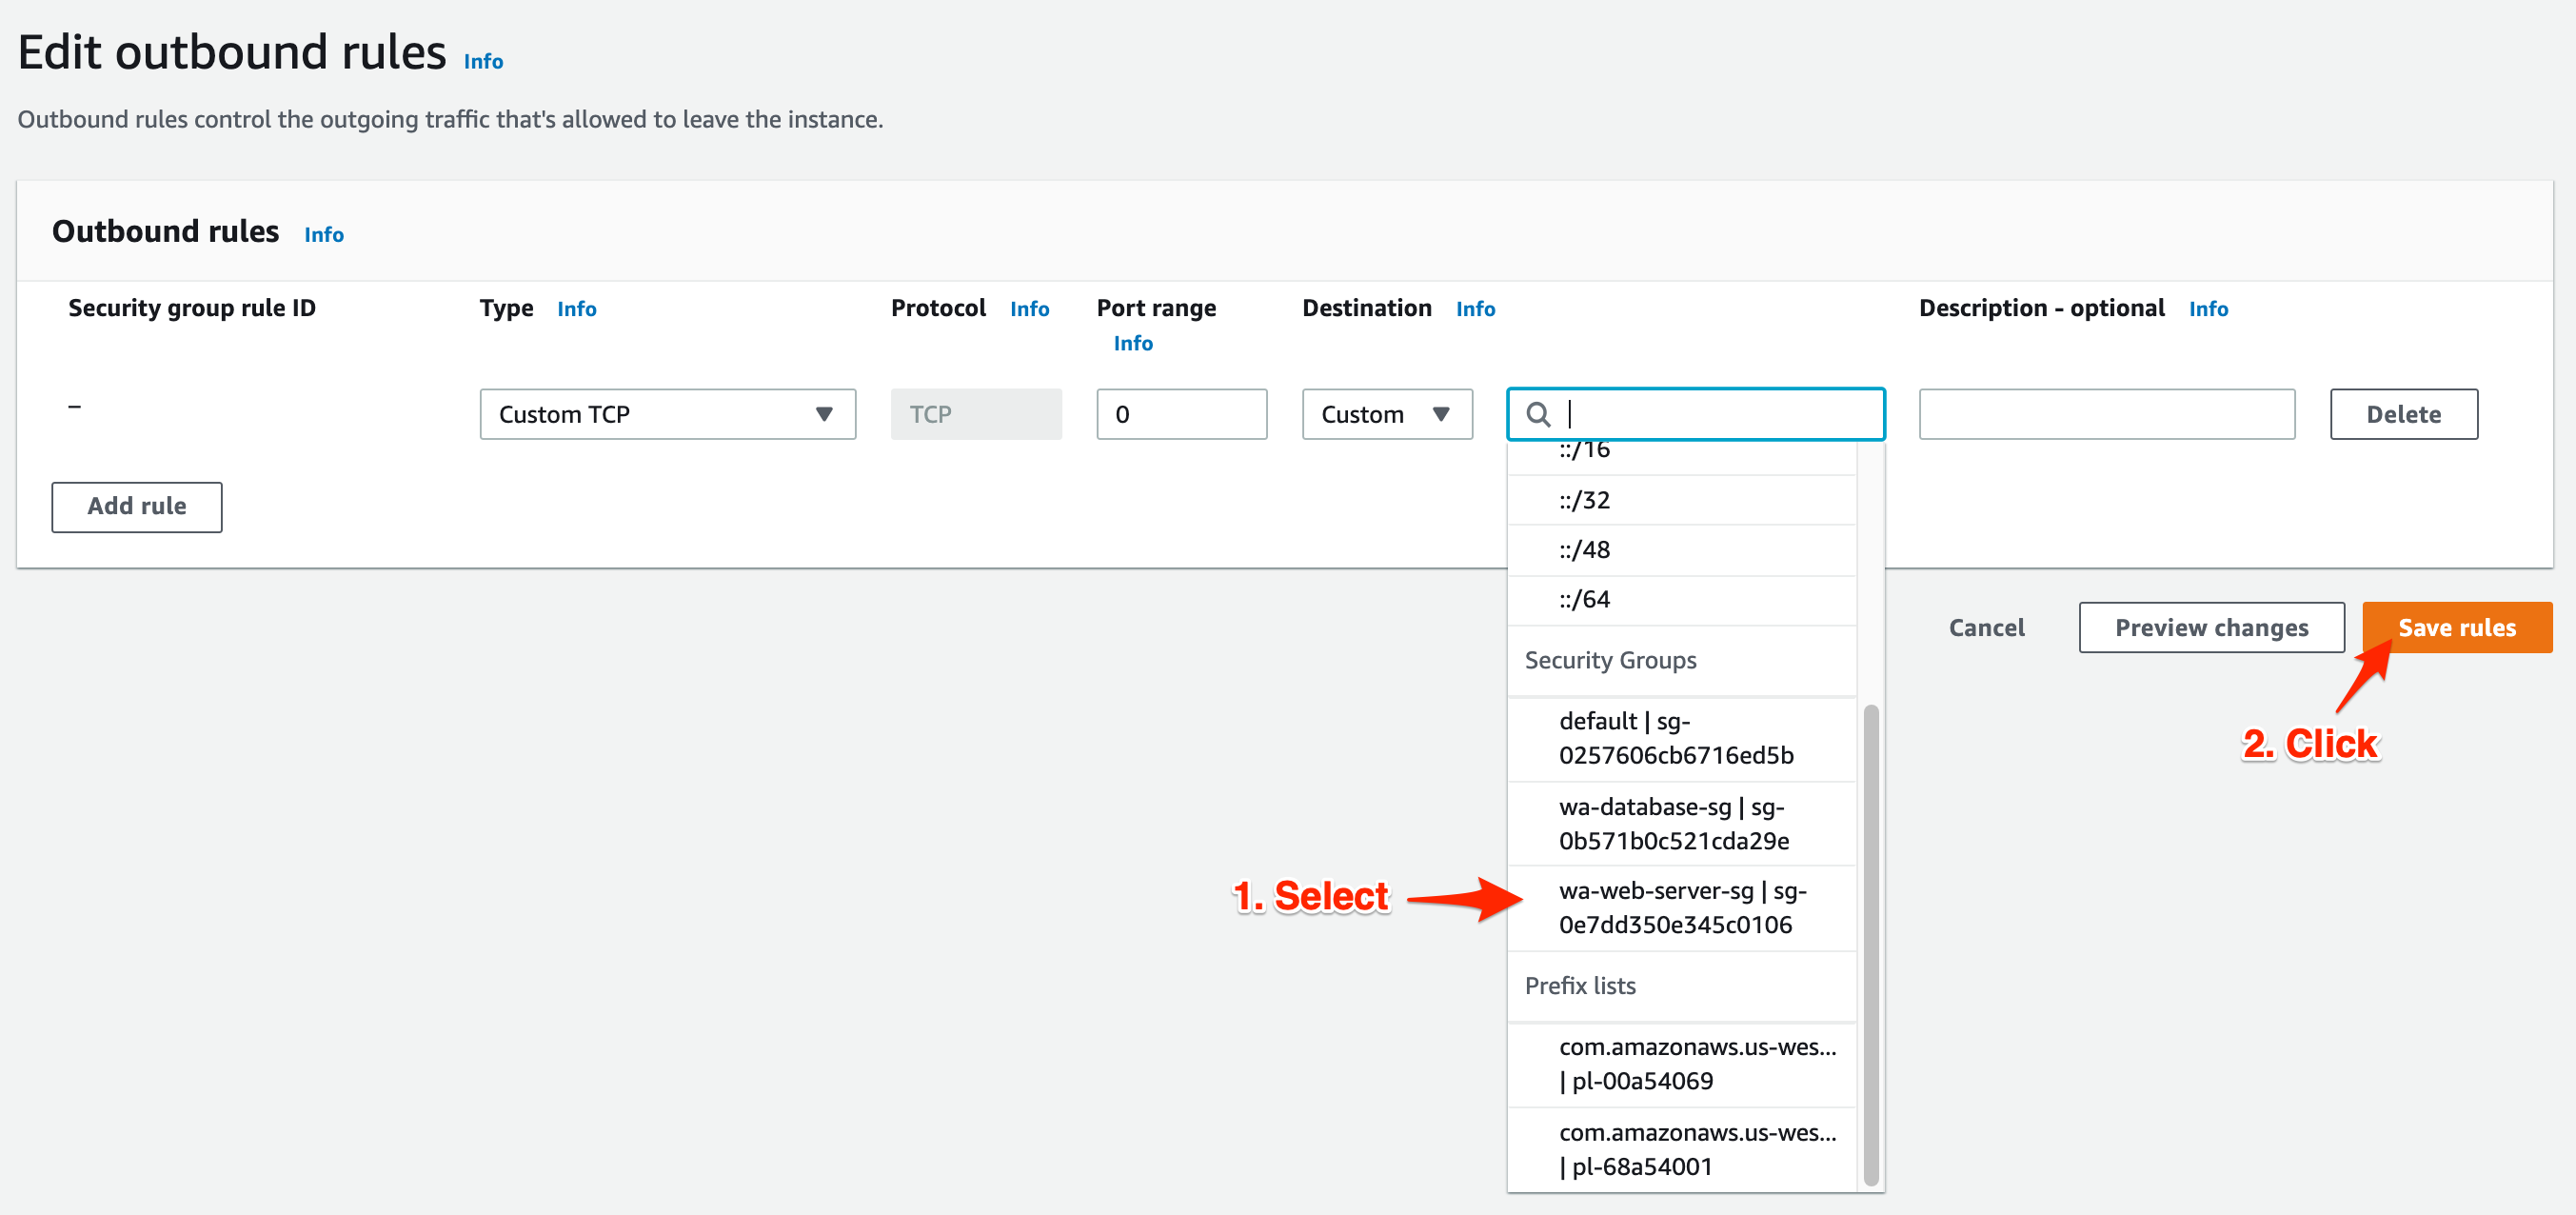 Edit outbound rules Info
Outbound rules control the outgoing traffic that's allowed to leave the instance.
Outbound rules Info
Security group rule ID Type Info Protocol Info Port range Info Destination Info Description - optional Info
– Custom TCP TCP 0 Custom Delete
Add rule
::/16
::/32
::/48
::/64
Security Groups
default | sg-
0257606cb6716ed5b
wa-database-sg | sg-
0b571b0c521cda29e
wa-web-server-sg | sg-
0e7dd350e345c0106
Prefix lists
com.amazonaws.us-wes...
| pl-00a54069
com.amazonaws.us-wes...
| pl-68a54001
Cancel Preview changes Save rules
1. Select
2. Click